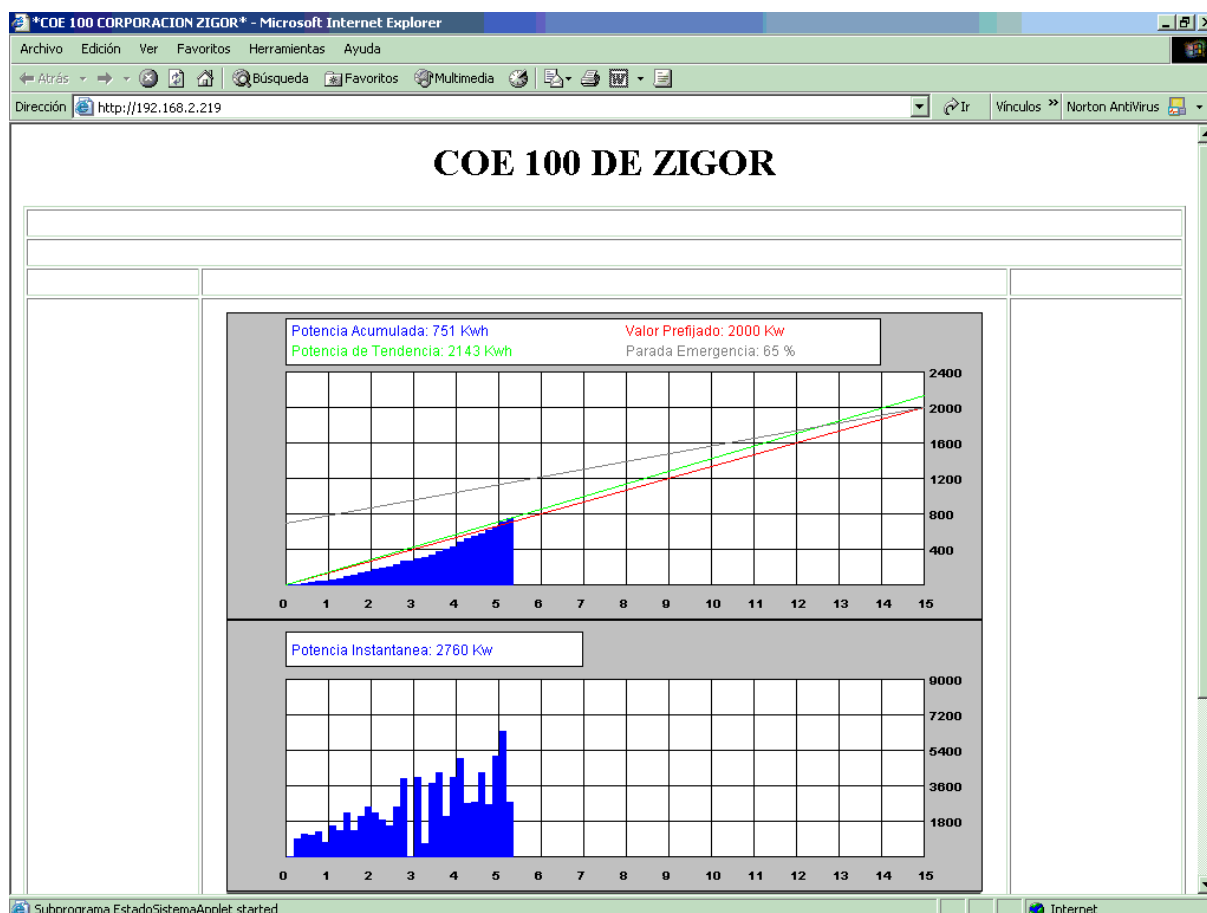 *COE 100 CORPORACION ZIGOR* - Microsoft Internet Explorer
Archivo Edición Ver Favoritos Herramientas Ayuda
Atrás Búsqueda Favoritos Multimedia
Dirección http://192.168.2.219 Ir Vínculos » Norton AntiVirus
COE 100 DE ZIGOR
Potencia Acumulada: 751 Kwh Valor Prefijado: 2000 Kw
Potencia de Tendencia: 2143 Kwh Parada Emergencia: 65 %
2400
2000
1600
1200
800
400
0 1 2 3 4 5 6 7 8 9 10 11 12 13 14 15
Potencia Instantanea: 2760 Kw
9000
7200
5400
3600
1800
0 1 2 3 4 5 6 7 8 9 10 11 12 13 14 15
Subprograma EstadoSistemaApplet started Internet